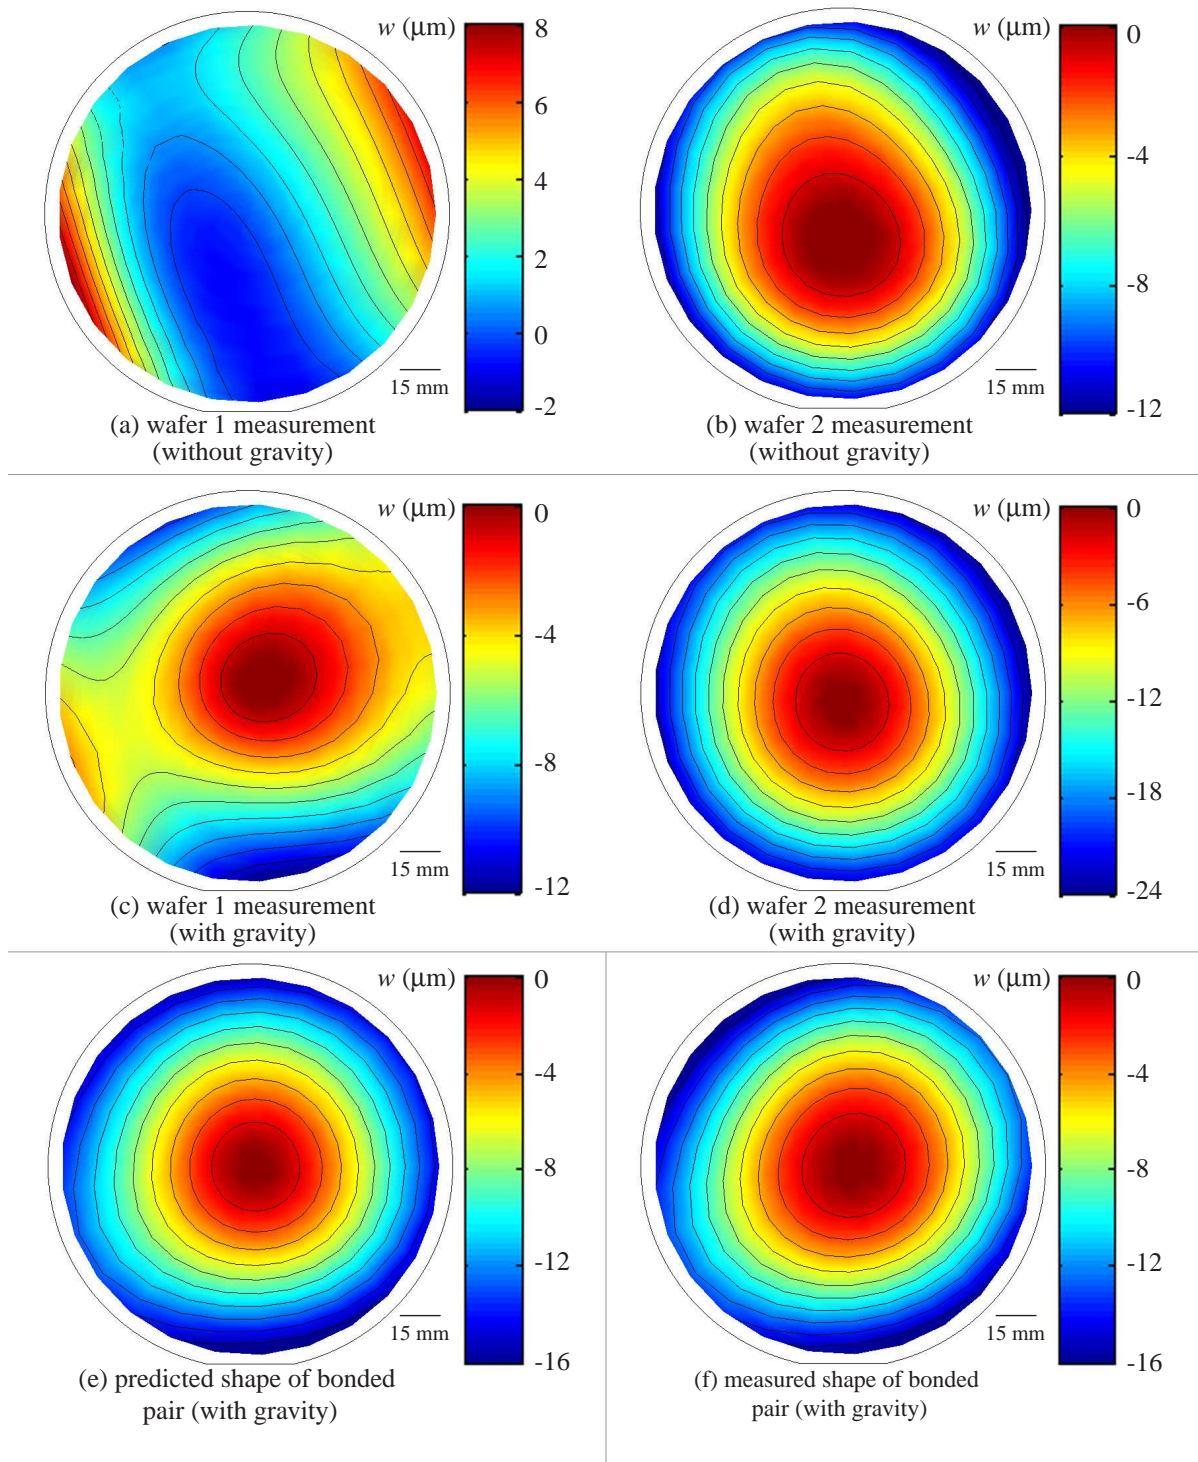 w (μm)
8
6
4
2
0
-2
15 mm
(a) wafer 1 measurement
(without gravity)
w (μm)
0
-4
-8
-12
15 mm
(b) wafer 2 measurement
(without gravity)
w (μm)
0
-4
-8
-12
15 mm
(c) wafer 1 measurement
(with gravity)
w (μm)
0
-6
-12
-18
-24
15 mm
(d) wafer 2 measurement
(with gravity)
w (μm)
0
-4
-8
-12
-16
15 mm
(e) predicted shape of bonded
pair (with gravity)
w (μm)
0
-4
-8
-12
-16
15 mm
(f) measured shape of bonded
pair (with gravity)